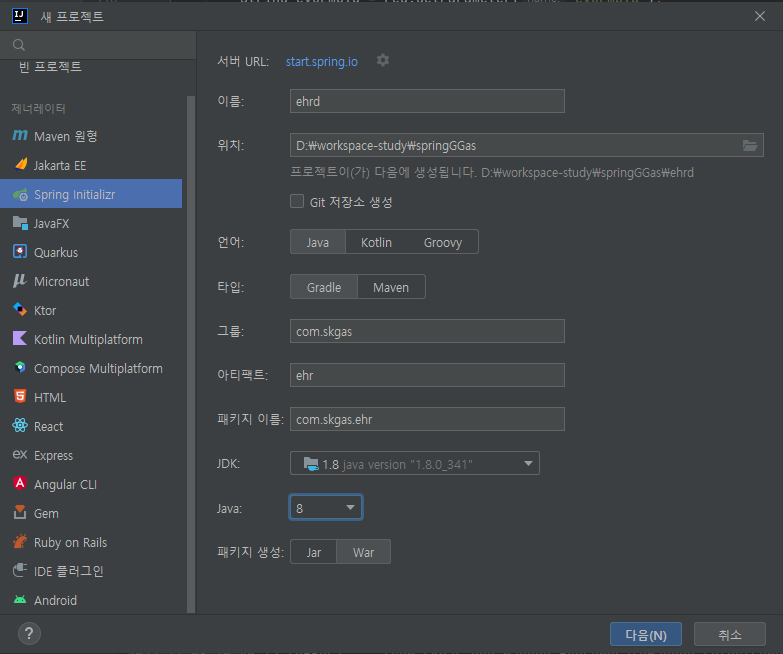 새 프로젝트
빈 프로젝트
제너레이터
Maven 원형
Jakarta EE
Spring Initializr
JavaFX
Quarkus
Micronaut
Ktor
Kotlin Multiplatform
Compose Multiplatform
HTML
React
Express
Angular CLI
Gem
Ruby on Rails
IDE 플러그인
Android
서버 URL: start.spring.io
이름: ehrd
위치: D:₩workspace-study₩springGGas
프로젝트이(가) 다음에 생성됩니다. D:₩workspace-study₩springGGas₩ehrd
Git 저장소 생성
언어: Java Kotlin Groovy
타입: Gradle Maven
그룹: com.skgas
아티팩트: ehr
패키지 이름: com.skgas.ehr
JDK: 1.8 java version "1.8.0_341"
Java: 8
패키지 생성: Jar War
? 다음(N) 취소